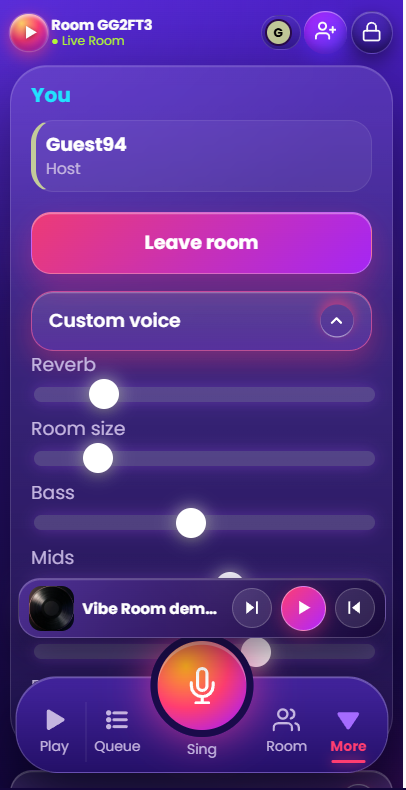 Room GG2FT3
● Live Room
G
You
Guest94
Host
Leave room
Custom voice
Reverb
Room size
Bass
Mids
Vibe Room dem...
Play
Queue
Sing
Room
More